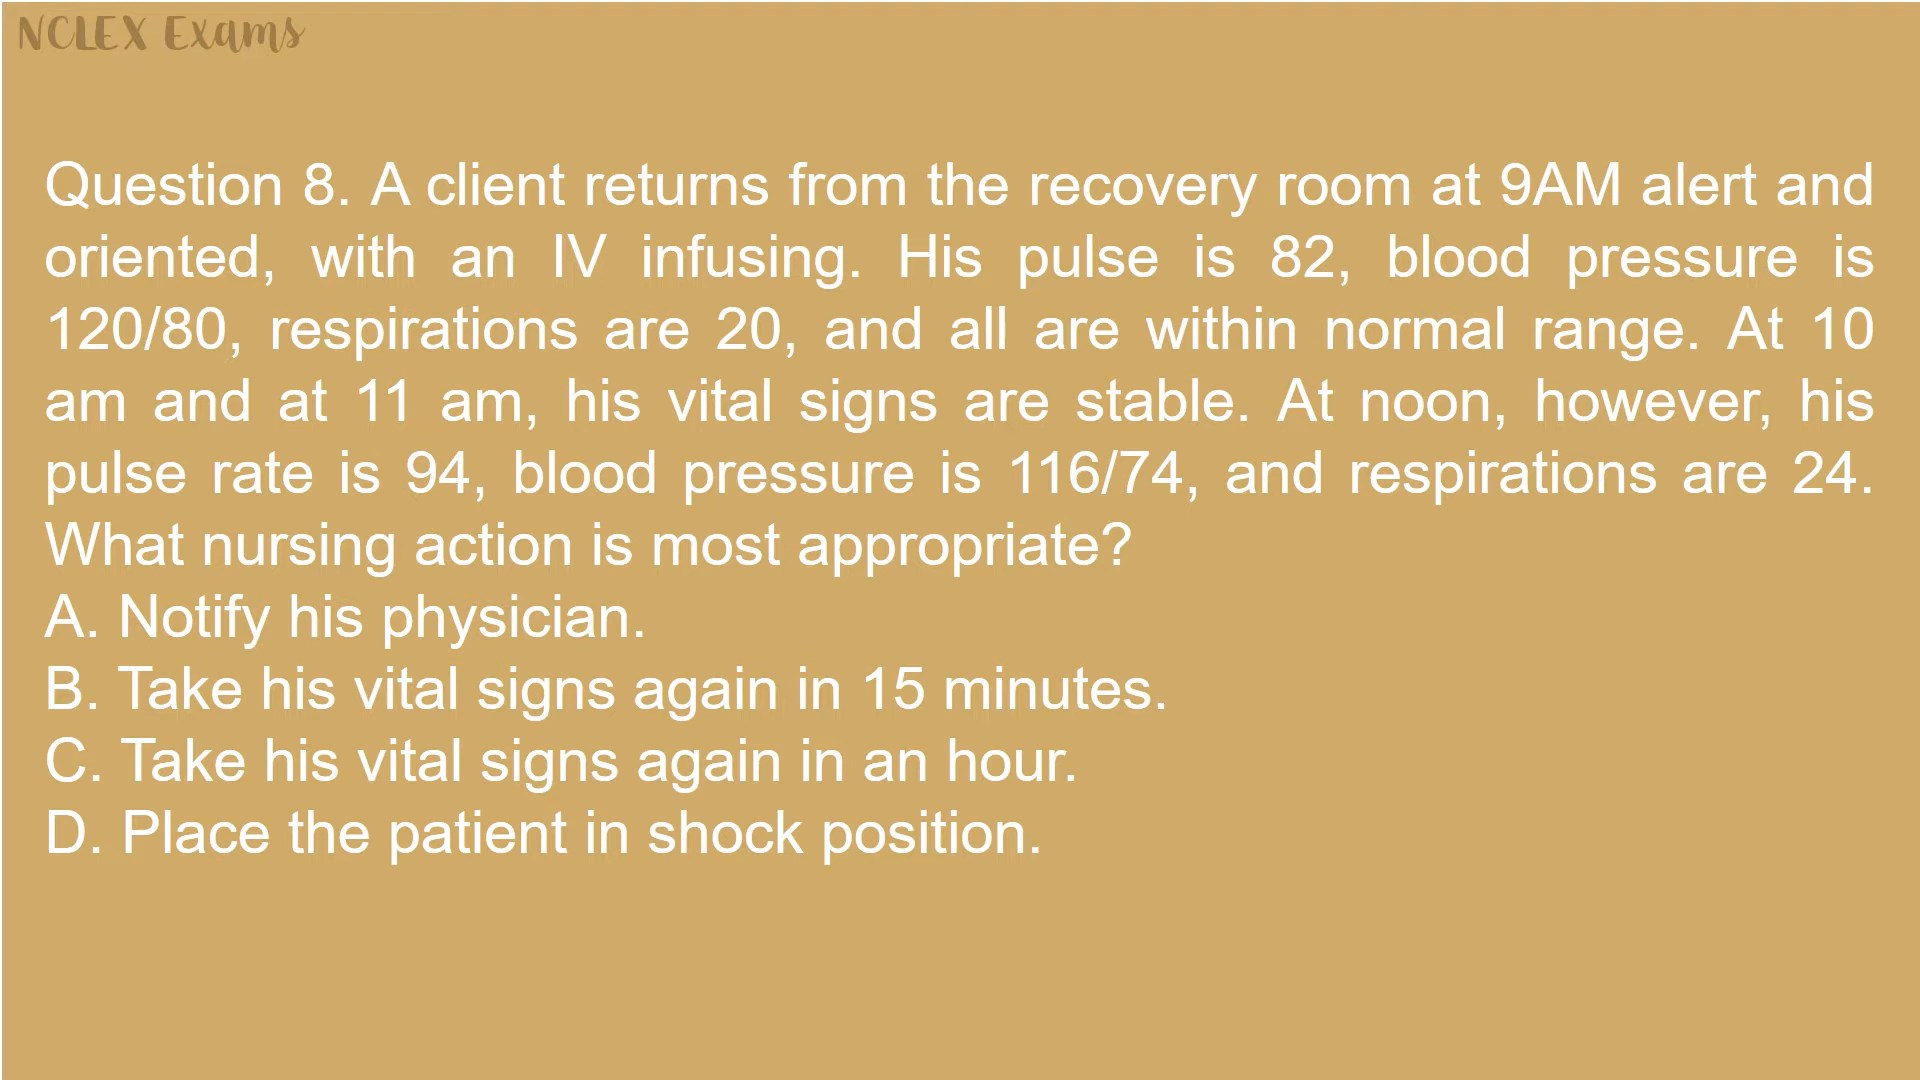 NCLEX Exams
Question 8. A client returns from the recovery room at 9AM alert and
oriented, with an IV infusing. His pulse is 82, blood pressure is
120/80, respirations are 20, and all are within normal range. At 10
am and at 11 am, his vital signs are stable. At noon, however, his
pulse rate is 94, blood pressure is 116/74, and respirations are 24.
What nursing action is most appropriate?
A. Notify his physician.
B. Take his vital signs again in 15 minutes.
C. Take his vital signs again in an hour.
D. Place the patient in shock position.